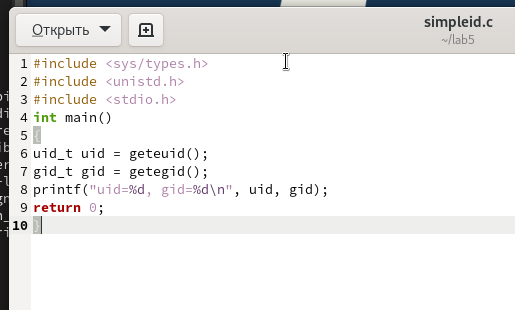 Открыть
simpleid.c
~/lab5
1 #include <sys/types.h>
2 #include <unistd.h>
3 #include <stdio.h>
4 int main()
5 {
6 uid_t uid = geteuid();
7 gid_t gid = getegid();
8 printf("uid=%d, gid=%d\n", uid, gid);
9 return 0;
10 }